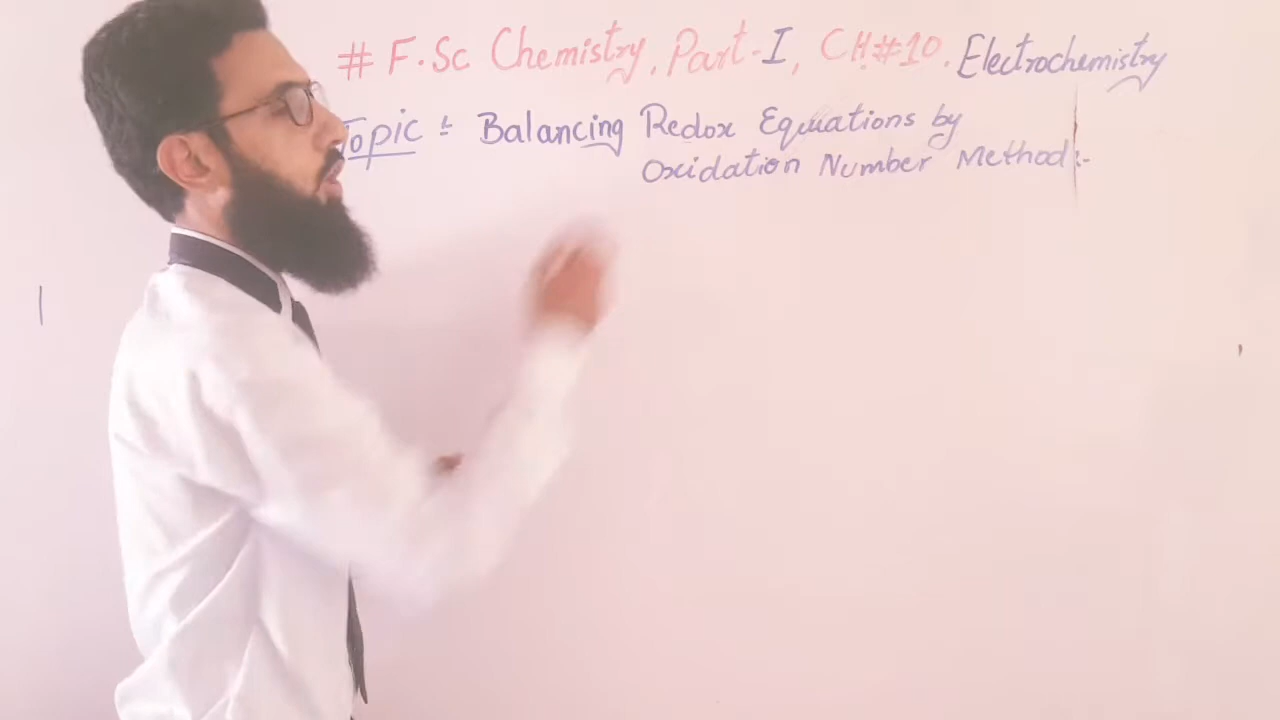 # F.Sc Chemistry, Part-I, CH#10. Electrochemistry
Topic :- Balancing Redox Equations by
Oxidation Number Method :-